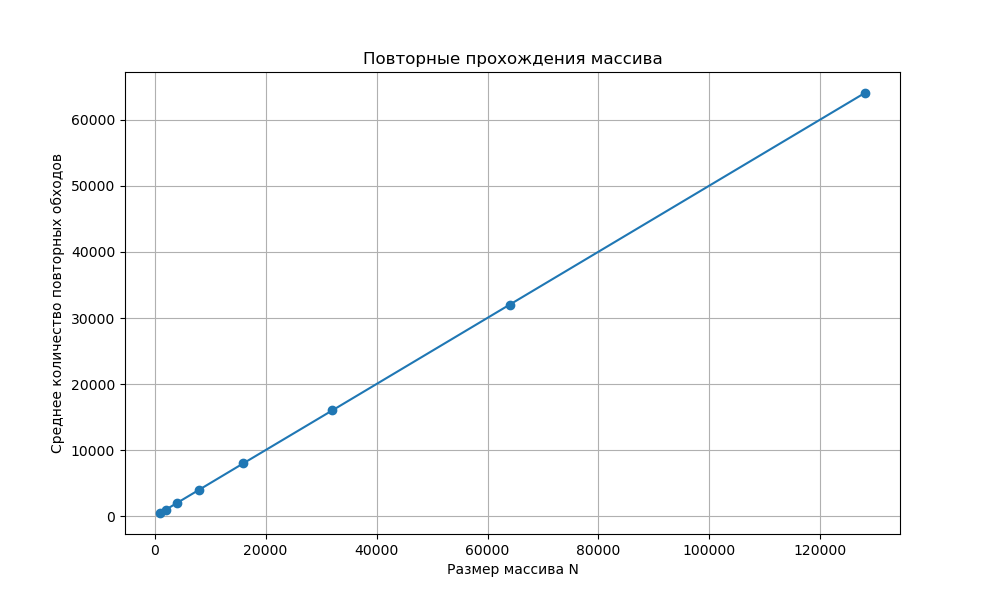 Повторные прохождения массива
Среднее количество повторных обходов
60000
50000
40000
30000
20000
10000
0
0 20000 40000 60000 80000 100000 120000
Размер массива N